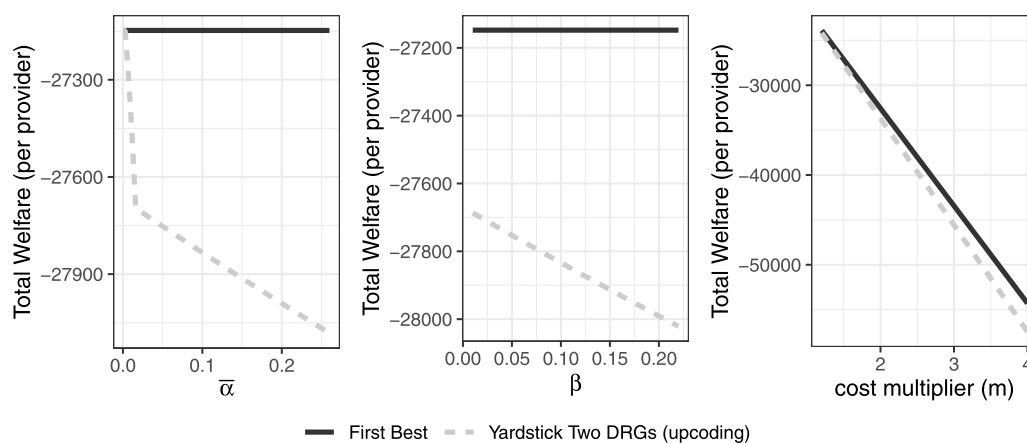 Total Welfare (per provider)
−27300
−27600
−27900
0.0 0.1 0.2
α̅
Total Welfare (per provider)
−27200
−27400
−27600
−27800
−28000
0.00 0.05 0.10 0.15 0.20
β
Total Welfare (per provider)
−30000
−40000
−50000
2 3 4
cost multiplier (m)
First Best Yardstick Two DRGs (upcoding)